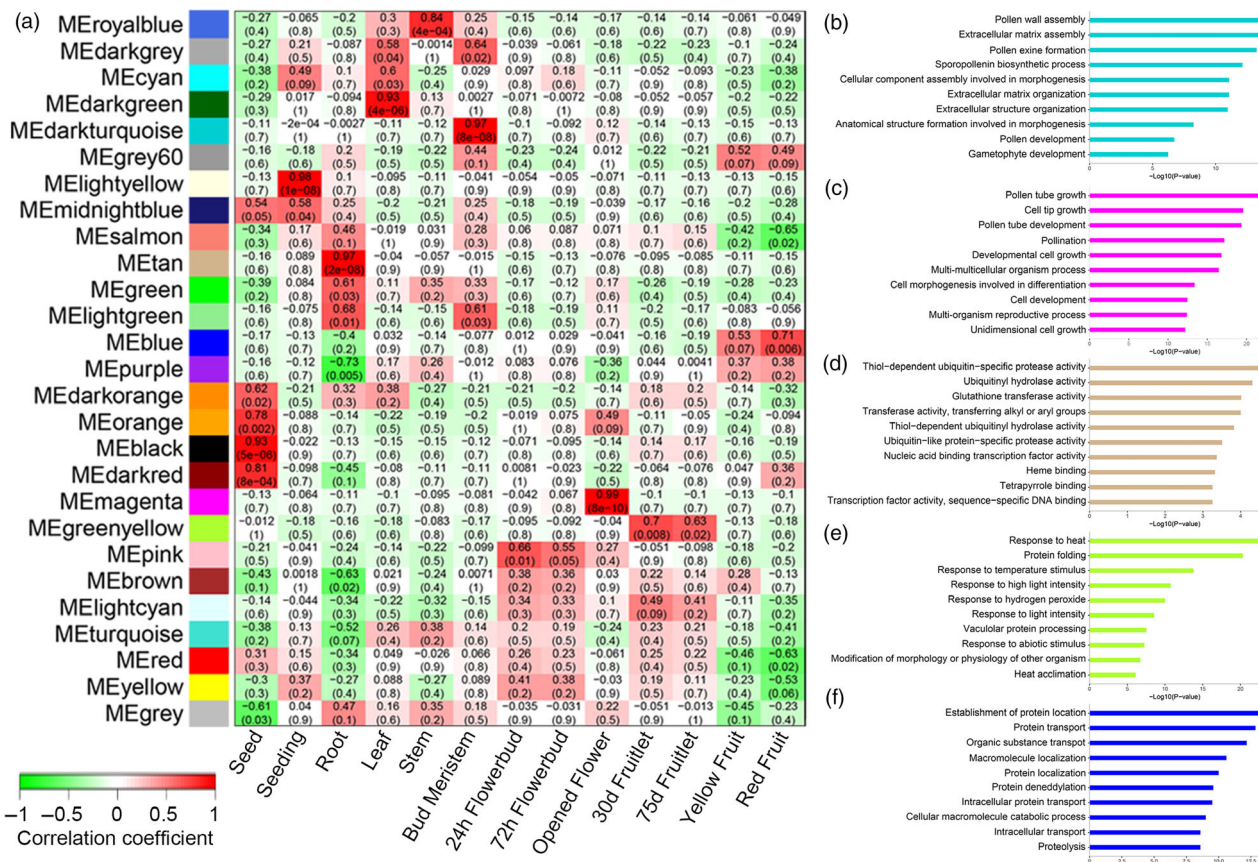 (a)
MEroyalblue −0.27 −0.065 −0.2 0.3 0.84 0.25 −0.15 −0.14 −0.17 −0.14 −0.14 −0.061 −0.049
(0.4) (0.8) (0.5) (0.3) (4e−04) (0.4) (0.6) (0.6) (0.6) (0.7) (0.6) (0.8) (0.9)
MEdarkgrey −0.27 0.21 −0.087 0.58 −0.0014 0.64 −0.039 −0.061 −0.18 −0.22 −0.23 −0.1 −0.24
(0.4) (0.5) (0.8) (0.04) (1) (0.02) (0.9) (0.8) (0.6) (0.5) (0.4) (0.7) (0.4)
MEcyan −0.38 0.49 0.1 0.6 −0.25 0.029 0.097 0.18 −0.11 −0.052 −0.093 −0.23 −0.38
(0.2) (0.09) (0.7) (0.03) (0.4) (0.9) (0.8) (0.6) (0.7) (0.9) (0.8) (0.5) (0.2)
MEdarkgreen −0.29 0.017 −0.094 0.93 0.13 0.0027 −0.071 −0.072 −0.08 −0.052 −0.057 −0.2 −0.22
(0.3) (1) (0.8) (4e−06) (0.7) (1) (0.8) (0.8) (0.8) (0.9) (0.9) (0.5) (0.5)
MEdarkturquoise −0.11 −2e−04 −0.0027 −0.11 −0.12 0.97 −0.1 −0.092 0.12 −0.14 −0.13 −0.15 −0.13
(0.7) (1) (1) (0.7) (0.7) (8e−08) (0.7) (0.8) (0.7) (0.6) (0.7) (0.6) (0.7)
MEgrey60 −0.16 −0.18 0.2 −0.19 −0.22 0.44 −0.23 −0.24 0.012 −0.22 −0.21 0.52 0.49
(0.6) (0.6) (0.5) (0.5) (0.5) (0.1) (0.4) (0.4) (1) (0.5) (0.5) (0.07) (0.09)
MElightyellow −0.13 0.98 0.1 −0.095 −0.11 −0.041 −0.054 −0.05 −0.071 −0.11 −0.13 −0.13 −0.15
(0.7) (1e−08) (0.7) (0.8) (0.7) (0.9) (0.9) (0.9) (0.8) (0.7) (0.7) (0.7) (0.6)
MEmidnightblue 0.54 0.58 0.25 −0.2 −0.21 0.25 −0.18 −0.19 −0.039 −0.17 −0.16 −0.2 −0.28
(0.05) (0.04) (0.4) (0.5) (0.5) (0.4) (0.5) (0.5) (0.9) (0.6) (0.6) (0.5) (0.4)
MEsalmon −0.34 0.17 0.46 −0.019 0.031 0.28 0.06 0.087 0.071 0.1 0.15 −0.42 −0.65
(0.3) (0.6) (0.1) (1) (0.9) (0.3) (0.8) (0.8) (0.8) (0.7) (0.6) (0.2) (0.02)
MEtan −0.16 0.089 0.97 −0.04 −0.057 −0.015 −0.15 −0.13 −0.076 −0.095 −0.085 −0.11 −0.15
(0.6) (0.8) (2e−08) (0.9) (0.9) (1) (0.6) (0.7) (0.8) (0.8) (0.8) (0.7) (0.6)
MEgreen −0.39 0.084 0.61 0.11 0.35 0.33 −0.17 −0.12 0.17 −0.26 −0.19 −0.28 −0.23
(0.2) (0.8) (0.03) (0.7) (0.2) (0.3) (0.6) (0.7) (0.6) (0.4) (0.5) (0.4) (0.4)
MElightgreen −0.16 −0.075 0.68 −0.14 −0.15 0.61 −0.18 −0.19 0.11 −0.2 −0.17 −0.083 −0.056
(0.6) (0.8) (0.01) (0.6) (0.6) (0.03) (0.6) (0.5) (0.7) (0.5) (0.6) (0.8) (0.9)
MEblue −0.17 −0.13 −0.4 0.032 −0.14 −0.077 0.012 0.029 −0.041 −0.16 −0.19 0.53 0.71
(0.6) (0.7) (0.2) (0.9) (0.7) (0.8) (1) (0.9) (0.9) (0.6) (0.5) (0.07) (0.006)
MEpurple −0.16 −0.12 −0.73 0.17 0.26 −0.012 0.083 0.076 −0.36 0.044 0.0041 0.37 0.38
(0.6) (0.7) (0.005) (0.6) (0.4) (1) (0.8) (0.8) (0.2) (0.9) (1) (0.2) (0.2)
MEdarkorange 0.62 −0.21 0.32 0.38 −0.27 −0.21 −0.21 −0.2 −0.2 0.18 0.2 −0.14 −0.32
(0.02) (0.5) (0.3) (0.2) (0.4) (0.5) (0.5) (0.5) (0.5) (0.6) (0.5) (0.7) (0.3)
MEorange 0.78 −0.088 −0.14 −0.22 −0.19 −0.2 −0.019 0.075 0.49 −0.11 −0.05 −0.24 −0.094
(0.002) (0.8) (0.7) (0.5) (0.5) (0.5) (1) (0.8) (0.09) (0.7) (0.9) (0.4) (0.8)
MEblack 0.93 −0.022 −0.13 −0.15 −0.15 −0.12 −0.071 −0.095 −0.14 0.14 0.17 −0.16 −0.19
(5e−06) (0.9) (0.7) (0.6) (0.6) (0.7) (0.8) (0.8) (0.6) (0.7) (0.6) (0.6) (0.5)
MEdarkred 0.81 −0.098 −0.45 −0.08 −0.11 −0.11 0.0081 −0.023 −0.22 −0.064 −0.076 0.047 0.36
(8e−04) (0.7) (0.1) (0.8) (0.7) (0.7) (1) (0.9) (0.5) (0.8) (0.8) (0.9) (0.2)
MEmagenta −0.13 −0.064 −0.11 −0.1 −0.095 −0.081 −0.042 0.067 0.99 −0.1 −0.1 −0.13 −0.1
(0.7) (0.8) (0.7) (0.7) (0.8) (0.8) (0.9) (0.8) (8e−10) (0.7) (0.7) (0.7) (0.7)
MEgreenyellow −0.012 −0.18 −0.16 −0.18 −0.083 −0.17 −0.095 −0.092 −0.04 0.7 0.63 −0.13 −0.18
(1) (0.5) (0.6) (0.6) (0.8) (0.6) (0.8) (0.8) (0.9) (0.008) (0.02) (0.7) (0.6)
MEpink −0.21 −0.041 −0.24 −0.14 −0.22 −0.099 0.66 0.55 0.27 −0.051 −0.098 −0.18 −0.2
(0.5) (0.9) (0.4) (0.6) (0.5) (0.7) (0.01) (0.05) (0.4) (0.9) (0.8) (0.6) (0.5)
MEbrown −0.43 0.0018 −0.63 0.021 −0.24 0.0071 0.38 0.36 0.03 0.22 0.14 0.28 −0.13
(0.1) (1) (0.02) (0.9) (0.4) (1) (0.2) (0.2) (0.9) (0.5) (0.6) (0.4) (0.7)
MElightcyan −0.14 −0.044 −0.34 −0.22 −0.32 −0.15 0.34 0.33 0.1 0.49 0.41 −0.11 −0.35
(0.6) (0.9) (0.3) (0.5) (0.3) (0.6) (0.3) (0.3) (0.7) (0.09) (0.2) (0.7) (0.2)
MEturquoise −0.38 0.13 −0.52 0.26 0.38 0.14 0.2 0.19 −0.24 0.23 0.21 −0.18 −0.41
(0.2) (0.7) (0.07) (0.4) (0.2) (0.6) (0.5) (0.5) (0.4) (0.4) (0.5) (0.5) (0.2)
MEred 0.31 0.15 −0.34 0.049 −0.026 0.066 0.26 0.23 −0.061 0.25 0.22 −0.46 −0.63
(0.3) (0.6) (0.3) (0.9) (0.9) (0.8) (0.4) (0.5) (0.8) (0.4) (0.5) (0.1) (0.02)
MEyellow −0.3 0.37 −0.27 0.088 −0.27 0.089 0.41 0.38 −0.03 0.19 0.11 −0.23 −0.53
(0.3) (0.2) (0.4) (0.8) (0.4) (0.8) (0.2) (0.2) (0.9) (0.5) (0.7) (0.4) (0.06)
MEgrey −0.61 0.04 0.47 0.16 0.35 0.18 −0.035 −0.031 0.22 −0.051 −0.013 −0.45 −0.23
(0.03) (0.9) (0.1) (0.6) (0.2) (0.5) (0.9) (0.9) (0.5) (0.9) (1) (0.1) (0.4)
Seed Seeding Root Leaf Stem Bud Meristem 24h Flowerbud 72h Flowerbud Opened Flower 30d Fruitlet 75d Fruitlet Yellow Fruit Red Fruit
−1 −0.5 0 0.5 1
Correlation coefficient
(b)
Pollen wall assembly
Extracellular matrix assembly
Pollen exine formation
Sporopollenin biosynthetic process
Cellular component assembly involved in morphogenesis
Extracellular matrix organization
Extracellular structure organization
Anatomical structure formation involved in morphogenesis
Pollen development
Gametophyte development
0 5 10
−Log10(P−value)
(c)
Pollen tube growth
Cell tip growth
Pollen tube development
Pollination
Developmental cell growth
Multi−multicellular organism process
Cell morphogenesis involved in differentiation
Cell development
Multi−organism reproductive process
Unidimensional cell growth
0 5 10 15 20
−Log10(P−value)
(d)
Thiol−dependent ubiquitin−specific protease activity
Ubiquitinyl hydrolase activity
Glutathione transferase activity
Transferase activity, transferring alkyl or aryl groups
Thiol−dependent ubiquitinyl hydrolase activity
Ubiquitin−like protein−specific protease activity
Nucleic acid binding transcription factor activity
Heme binding
Tetrapyrrole binding
Transcription factor activity, sequence−specific DNA binding
0 1 2 3 4
−Log10(P−value)
(e)
Response to heat
Protein folding
Response to temperature stimulus
Response to high light intensity
Response to hydrogen peroxide
Response to light intensity
Vaculolar protein processing
Response to abiotic stimulus
Modification of morphology or physiology of other organism
Heat acclimation
0 5 10 15 20
−Log10(P−value)
(f)
Establishment of protein location
Protein transport
Organic substance transpot
Macromolecule localization
Protein localization
Protein deneddylation
Intracellular protein transport
Cellular macromolecule catabolic process
Intracellular transport
Proteolysis
0.0 2.5 5.0 7.5 10.0 12.5